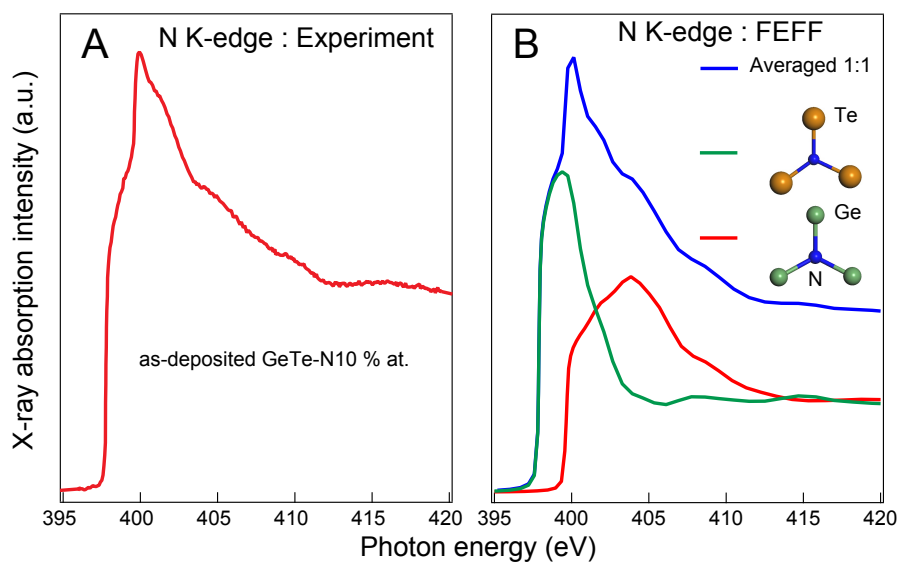 X-ray absorption intensity (a.u.)
A
N K-edge : Experiment
as-deposited GeTe-N10 % at.
395 400 405 410 415 420
B
N K-edge : FEFF
Averaged 1:1
Te
Ge
N
395 400 405 410 415 420
Photon energy (eV)